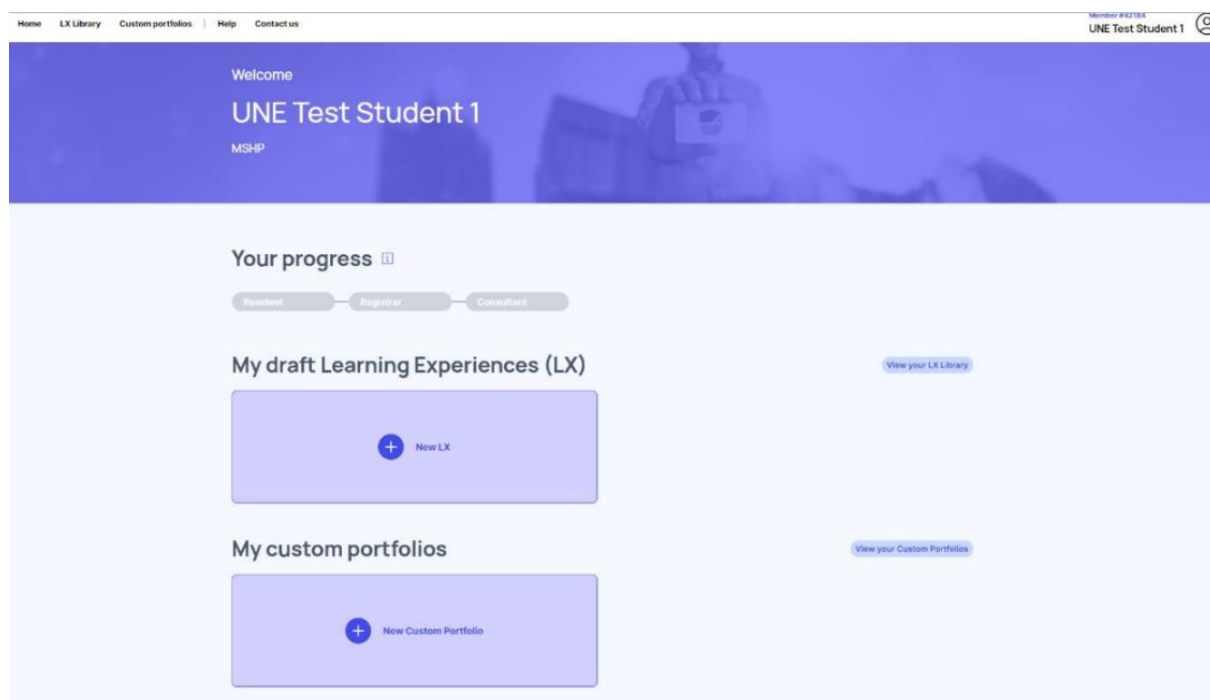 Home LX Library Custom portfolios | Help Contact us
Member #42184
UNE Test Student 1
Welcome
UNE Test Student 1
MSHP
Your progress
Resident Registrar Consultant
My draft Learning Experiences (LX)
View your LX Library
New LX
My custom portfolios
View your Custom Portfolios
New Custom Portfolio